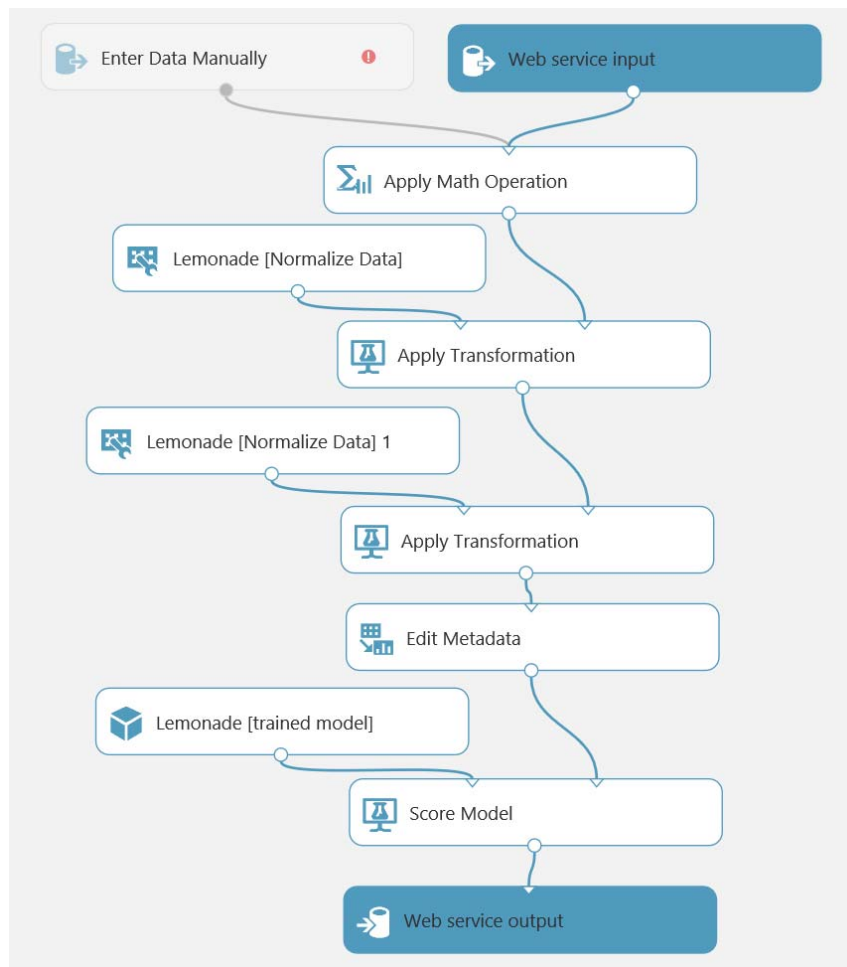 Enter Data Manually
Web service input
Apply Math Operation
Lemonade [Normalize Data]
Apply Transformation
Lemonade [Normalize Data] 1
Apply Transformation
Edit Metadata
Lemonade [trained model]
Score Model
Web service output